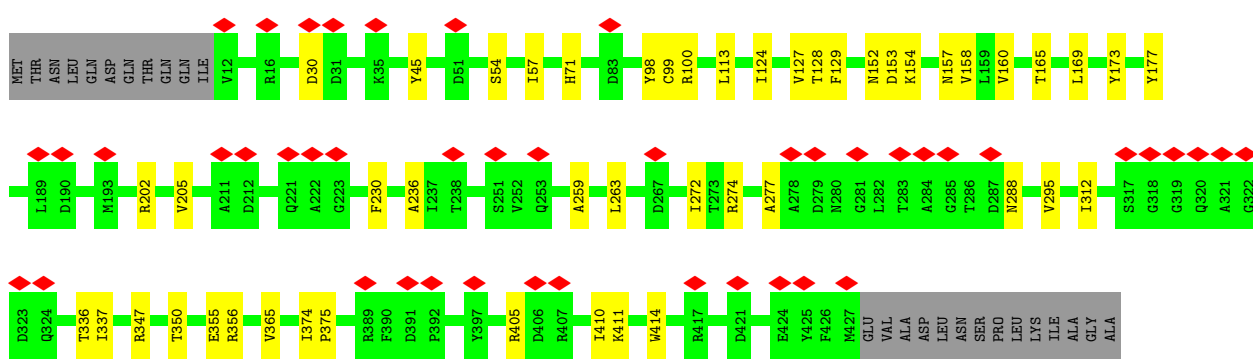 MET THR ASN LEU GLN ASP GLN THR GLN GLN ILE V12 R16 D30 D31 K35 Y45 D51 S54 I57 H71 D83 Y98 C99 R100 L113 I124 V127 T128 F129 N152 D153 K154 N157 V158 L159 V160 T165 L169 Y173 Y177
L189 D190 M193 R202 V205 A211 D212 Q221 A222 G223 F230 A236 I237 T238 S251 V252 Q253 A259 L263 D267 I272 T273 R274 A277 A278 D279 N280 G281 L282 T283 A284 G285 T286 D287 N288 V295 I312 S317 G318 G319 Q320 A321 G322
D323 Q324 T336 I337 R347 T350 E355 R356 V365 I374 P375 R389 F390 D391 P392 Y397 R405 D406 R407 I410 K411 W414 R417 D421 E424 Y425 F426 M427 GLU VAL ALA ASP LEU ASN SER PRO LEU LYS ILE ALA GLY ALA